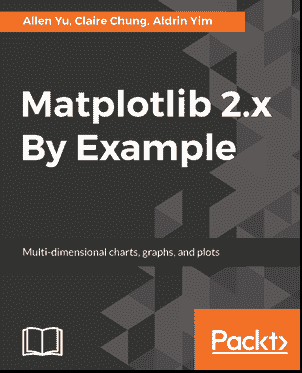 Allen Yu, Claire Chung, Aldrin Yim
Matplotlib 2.x
By Example
Multi-dimensional charts, graphs, and plots
Packt>